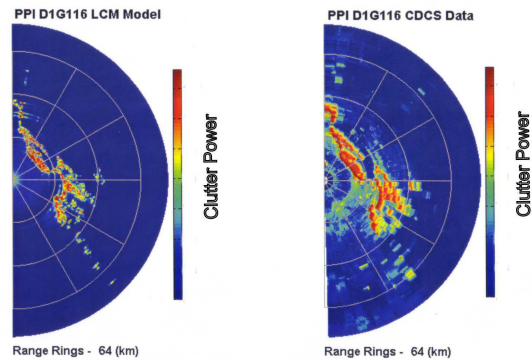 PPI D1G116 LCM Model
Clutter Power
Range Rings - 64 (km)
PPI D1G116 CDCS Data
Clutter Power
Range Rings - 64 (km)